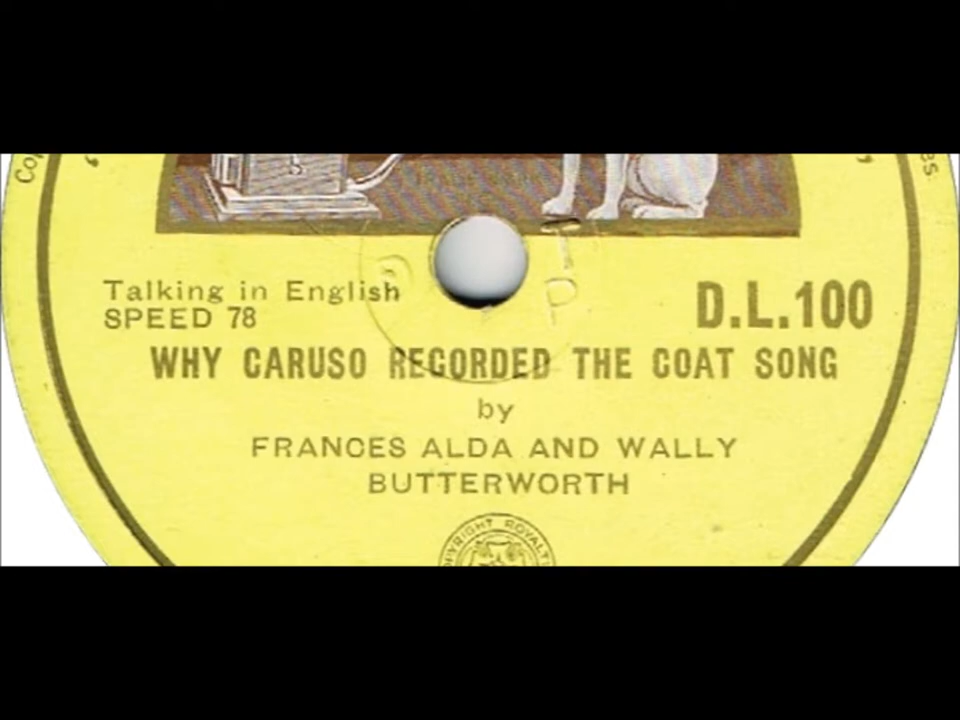 Talking in English
SPEED 78
D.L.100
WHY CARUSO RECORDED THE COAT SONG
by
FRANCES ALDA AND WALLY
BUTTERWORTH